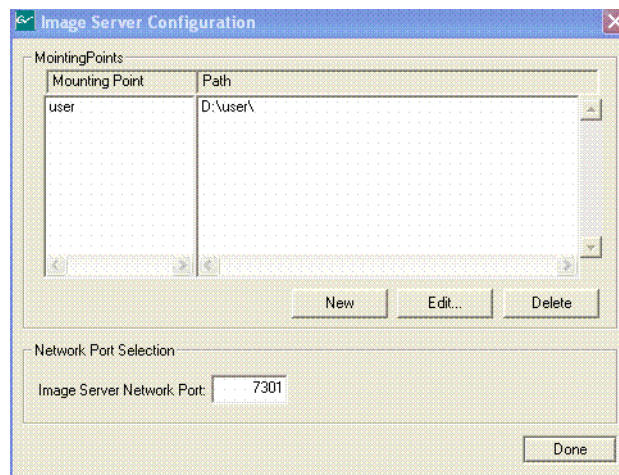 Image Server Configuration
MointingPoints
Mounting Point Path
user D:\user\
New Edit... Delete
Network Port Selection
Image Server Network Port: 7301
Done